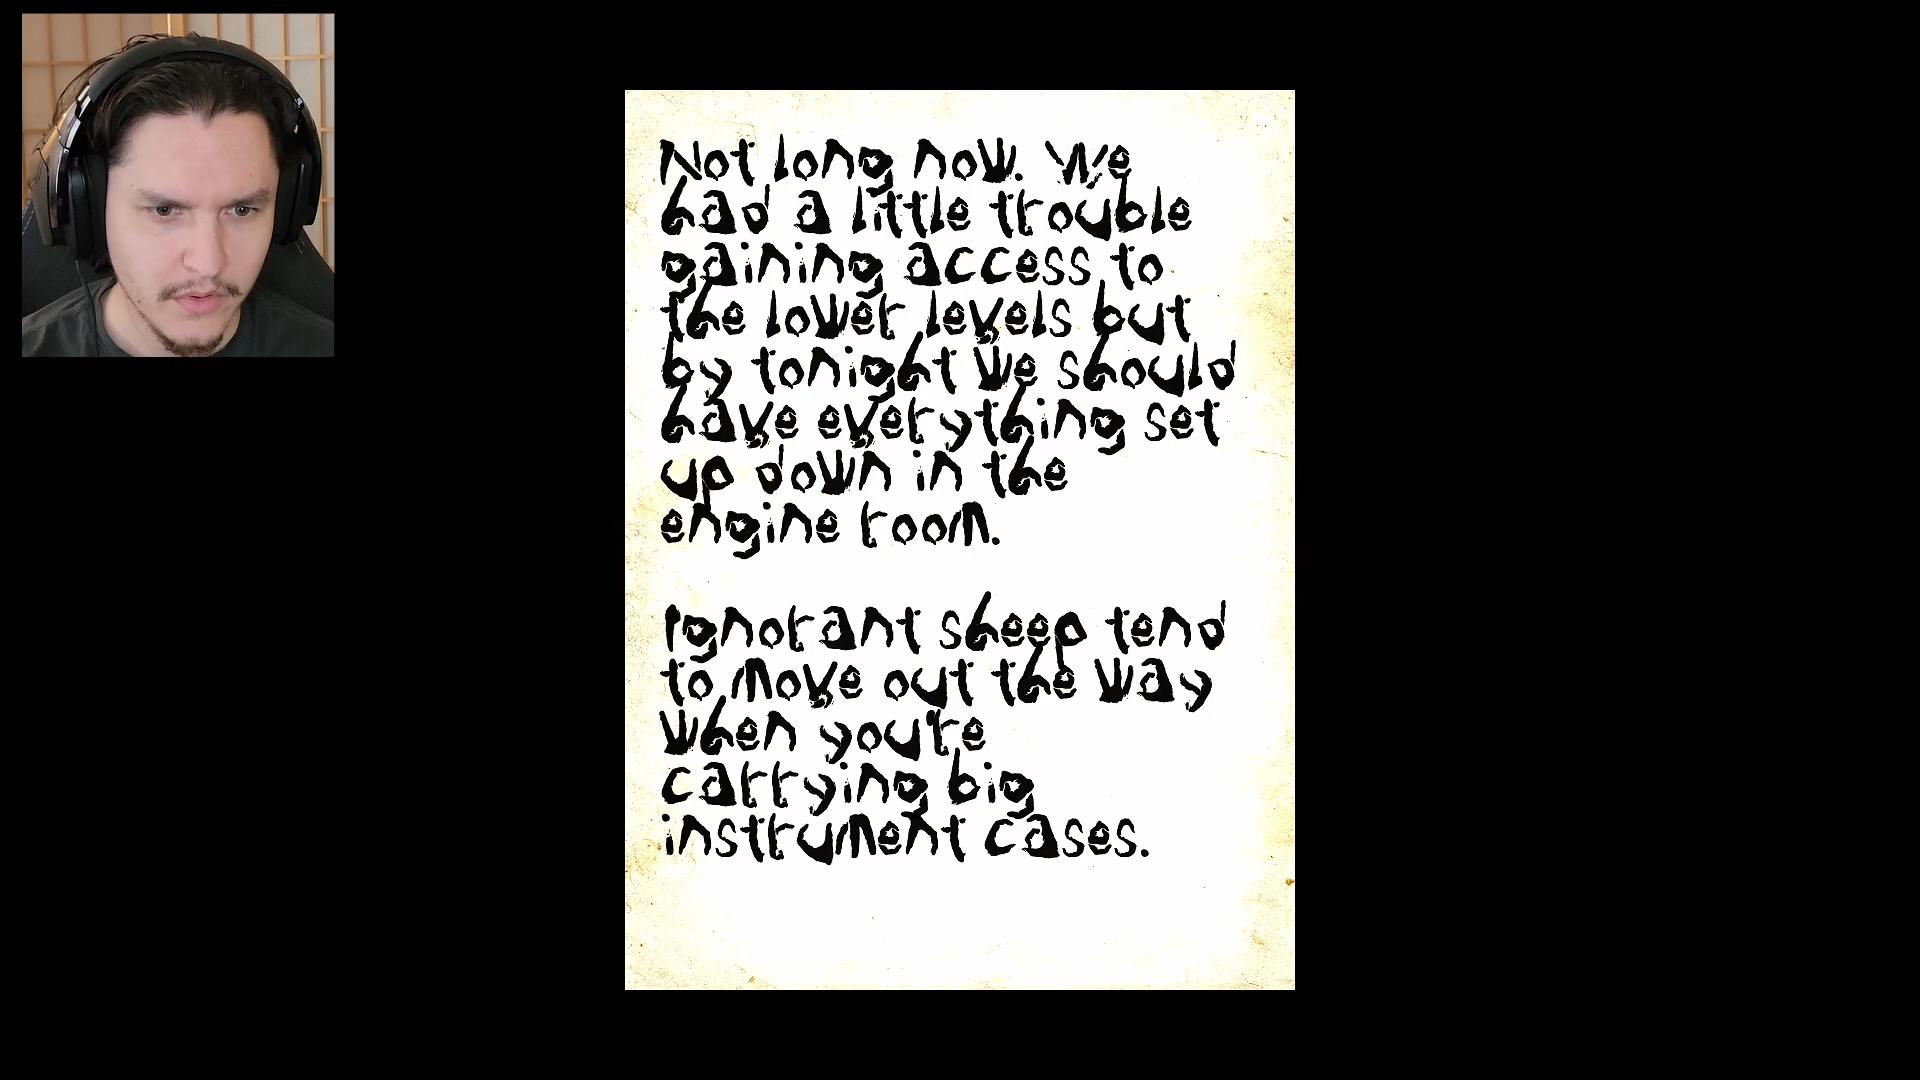 Not long now. We
had a little trouble
gaining access to
the lower levels but
by tonight we should
have everything set
up down in the
engine room.
Ignorant sheep tend
to move out the way
when you're
carrying big
instrument cases.